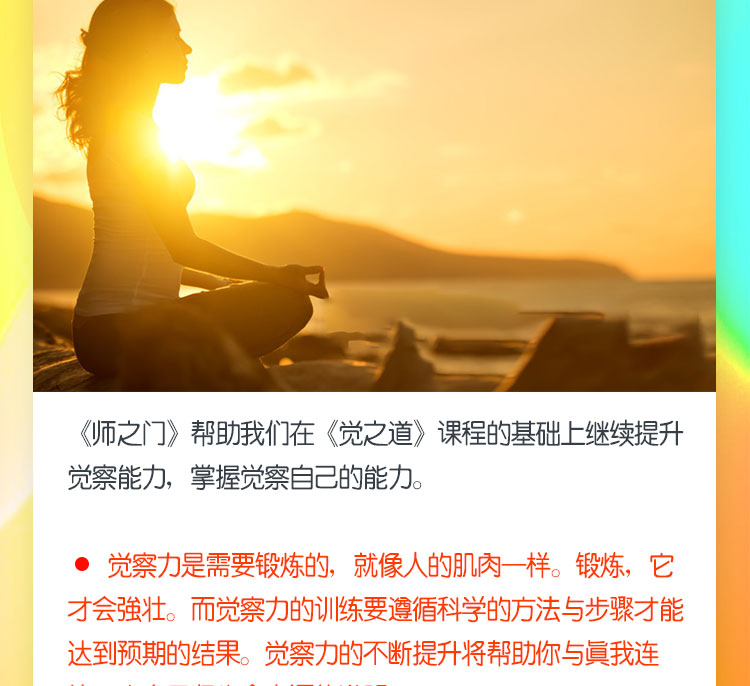 《师之门》帮助我们在《觉之道》课程的基础上继续提升
觉察能力，掌握觉察自己的能力。
● 觉察力是需要锻炼的，就像人的肌肉一样。锻炼，它
才会强壮。而觉察力的训练要遵循科学的方法与步骤才能
达到预期的结果。觉察力的不断提升将帮助你与真我连